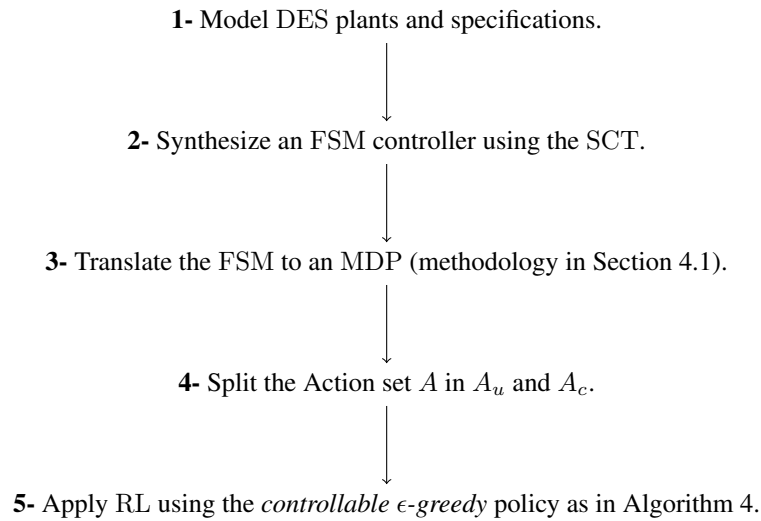 1- Model DES plants and specifications.
2- Synthesize an FSM controller using the SCT.
3- Translate the FSM to an MDP (methodology in Section 4.1).
4- Split the Action set A in A_u and A_c.
5- Apply RL using the controllable ϵ-greedy policy as in Algorithm 4.